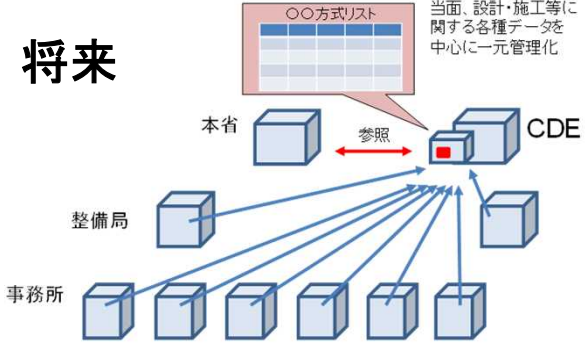 将来
〇〇方式リスト
当面、設計・施工等に
関する各種データを
中心に一元管理化
本省
参照
CDE
整備局
事務所